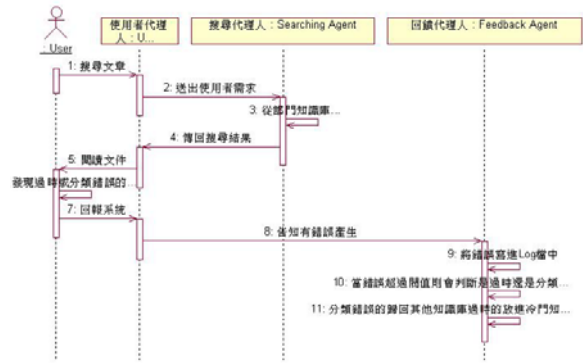 : User
使用者代理
人 : U...
搜尋代理人 : Searching Agent
回饋代理人 : Feedback Agent
1: 搜尋文章
2: 送出使用者需求
3: 從部門知識庫...
4: 傳回搜尋結果
5: 閱讀文件
發現過時或分類錯誤的...
7: 回報系統
8: 告知有錯誤產生
9: 將錯誤寫進Log檔中
10: 當錯誤超過閥值則會判斷是過時還是分類...
11: 分類錯誤的歸回其他知識庫過時的放進冷門知...